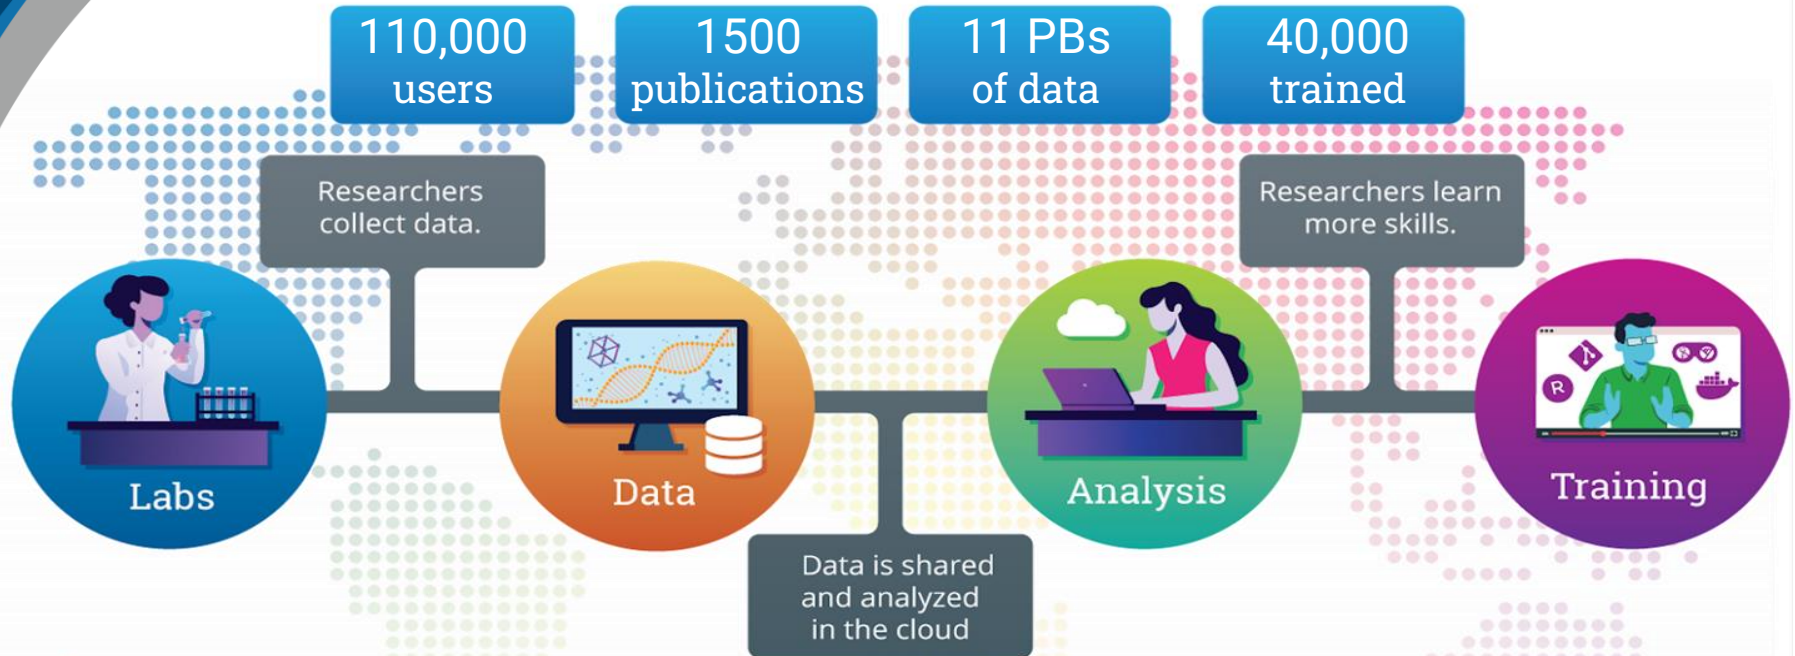 110,000
users
1500
publications
11 PBs
of data
40,000
trained
Researchers
collect data.
Researchers learn
more skills.
R
Labs
Data
Analysis
Training
Data is shared
and analyzed
in the cloud